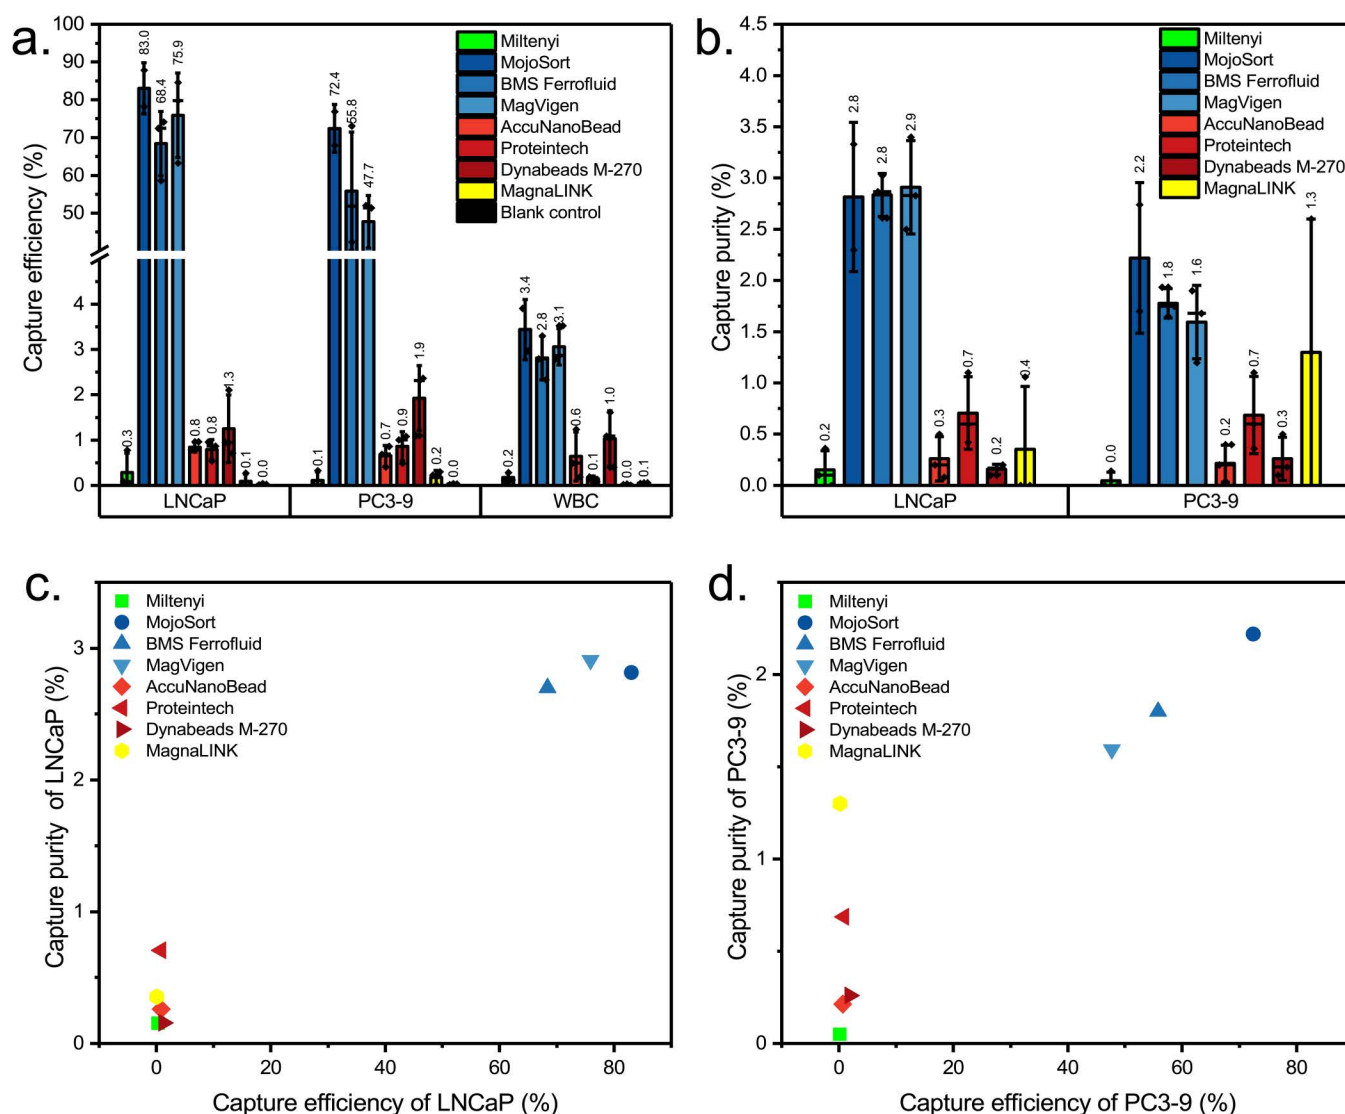 a.
Capture efficiency (%)
100
90
80
70
60
50
4
3
2
1
0
Miltenyi
MojoSort
BMS Ferrofluid
MagVigen
AccuNanoBead
Proteintech
Dynabeads M-270
MagnaLINK
Blank control
0.3
83.0
68.4
75.9
0.8
0.8
1.3
0.1
0.0
0.1
72.4
55.8
47.7
0.7
0.9
1.9
0.2
0.0
0.2
3.4
2.8
3.1
0.6
0.1
1.0
0.0
0.1
LNCaP
PC3-9
WBC
b.
Capture purity (%)
4.5
4.0
3.5
3.0
2.5
2.0
1.5
1.0
0.5
0.0
Miltenyi
MojoSort
BMS Ferrofluid
MagVigen
AccuNanoBead
Proteintech
Dynabeads M-270
MagnaLINK
0.2
2.8
2.8
2.9
0.3
0.7
0.2
0.4
0.0
2.2
1.8
1.6
0.2
0.7
0.3
1.3
LNCaP
PC3-9
c.
Capture purity of LNCaP (%)
3
2
1
0
Miltenyi
MojoSort
BMS Ferrofluid
MagVigen
AccuNanoBead
Proteintech
Dynabeads M-270
MagnaLINK
0
20
40
60
80
Capture efficiency of LNCaP (%)
d.
Capture purity of PC3-9 (%)
2
1
0
Miltenyi
MojoSort
BMS Ferrofluid
MagVigen
AccuNanoBead
Proteintech
Dynabeads M-270
MagnaLINK
0
20
40
60
80
Capture efficiency of PC3-9 (%)